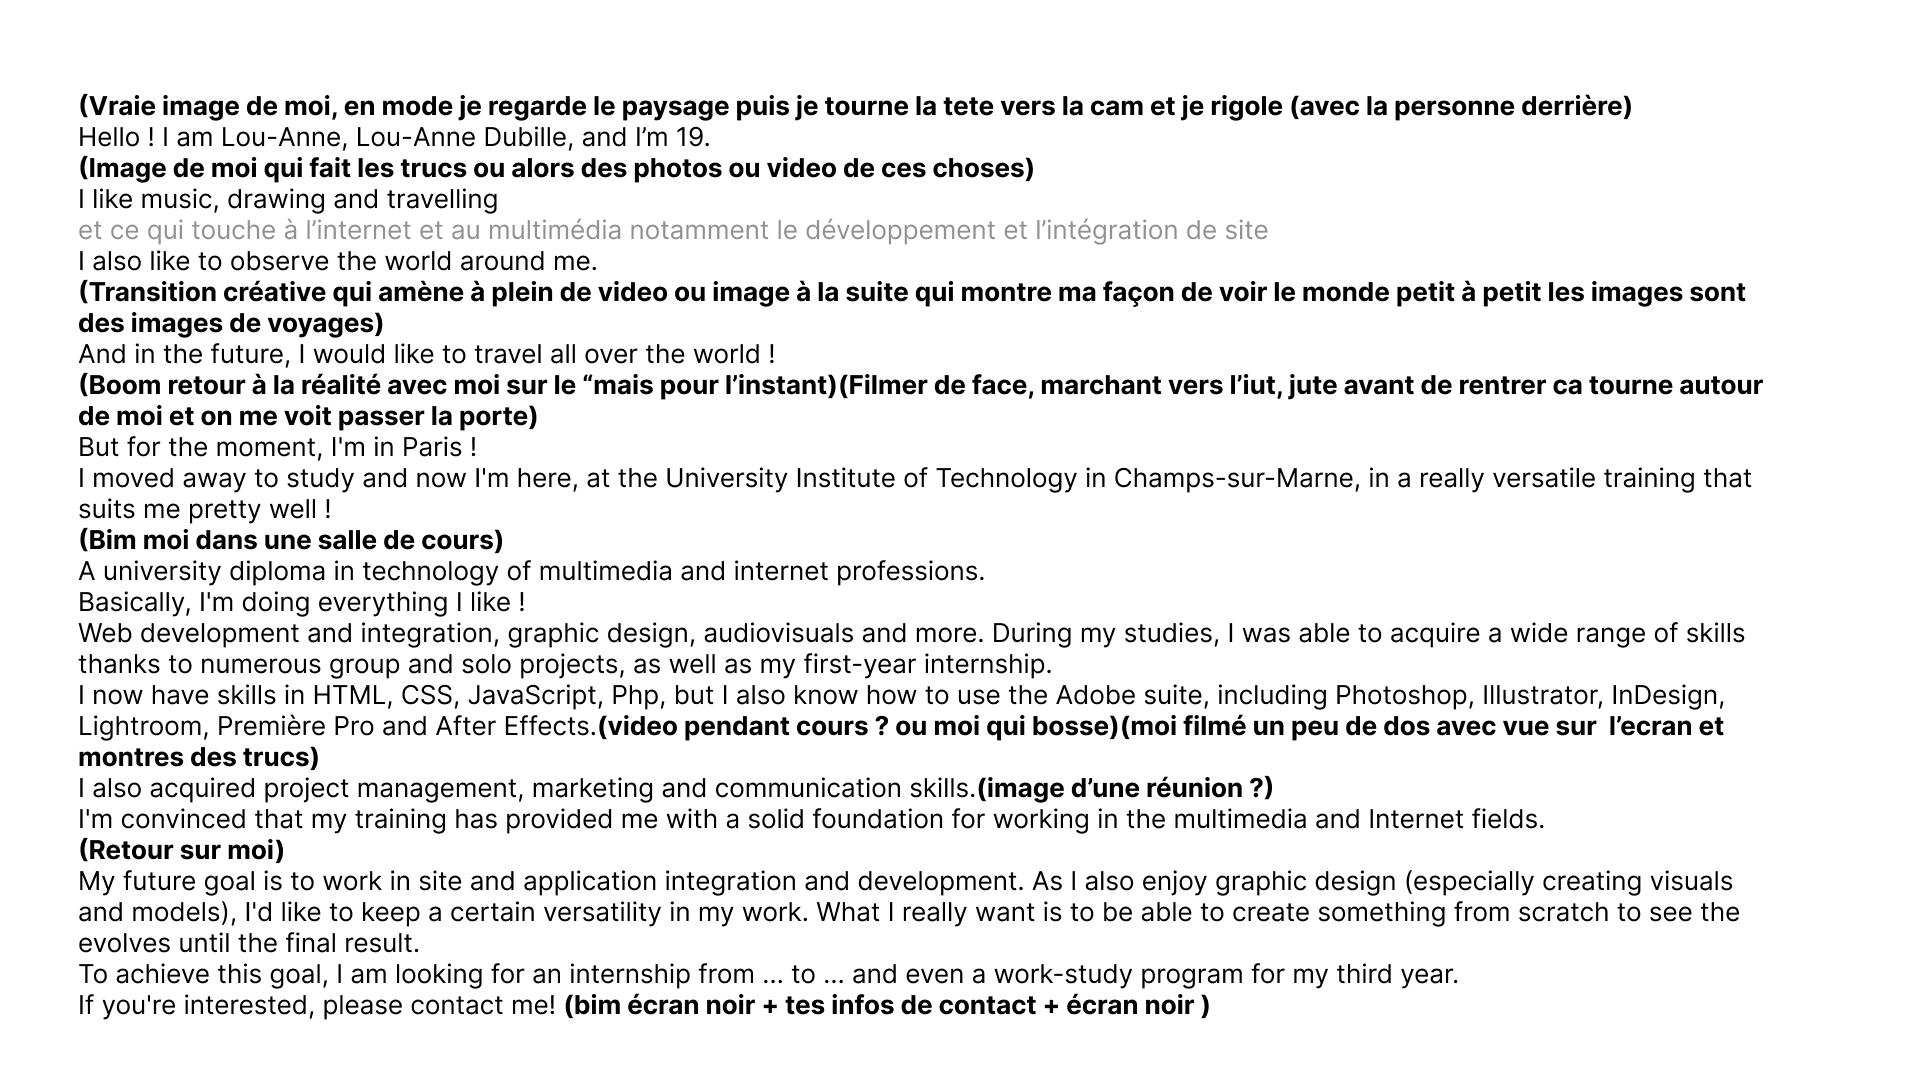 (Vraie image de moi, en mode je regarde le paysage puis je tourne la tete vers la cam et je rigole (avec la personne derrière)
Hello ! I am Lou-Anne, Lou-Anne Dubille, and I’m 19.
(Image de moi qui fait les trucs ou alors des photos ou video de ces choses)
I like music, drawing and travelling
et ce qui touche à l’internet et au multimédia notamment le développement et l’intégration de site
I also like to observe the world around me.
(Transition créative qui amène à plein de video ou image à la suite qui montre ma façon de voir le monde petit à petit les images sont
des images de voyages)
And in the future, I would like to travel all over the world !
(Boom retour à la réalité avec moi sur le “mais pour l’instant)(Filmer de face, marchant vers l’iut, jute avant de rentrer ca tourne autour
de moi et on me voit passer la porte)
But for the moment, I'm in Paris !
I moved away to study and now I'm here, at the University Institute of Technology in Champs-sur-Marne, in a really versatile training that
suits me pretty well !
(Bim moi dans une salle de cours)
A university diploma in technology of multimedia and internet professions.
Basically, I'm doing everything I like !
Web development and integration, graphic design, audiovisuals and more. During my studies, I was able to acquire a wide range of skills
thanks to numerous group and solo projects, as well as my first-year internship.
I now have skills in HTML, CSS, JavaScript, Php, but I also know how to use the Adobe suite, including Photoshop, Illustrator, InDesign,
Lightroom, Première Pro and After Effects.(video pendant cours ? ou moi qui bosse)(moi filmé un peu de dos avec vue sur  l’ecran et
montres des trucs)
I also acquired project management, marketing and communication skills.(image d’une réunion ?)
I'm convinced that my training has provided me with a solid foundation for working in the multimedia and Internet fields.
(Retour sur moi)
My future goal is to work in site and application integration and development. As I also enjoy graphic design (especially creating visuals
and models), I'd like to keep a certain versatility in my work. What I really want is to be able to create something from scratch to see the
evolves until the final result.
To achieve this goal, I am looking for an internship from ... to ... and even a work-study program for my third year.
If you're interested, please contact me! (bim écran noir + tes infos de contact + écran noir )